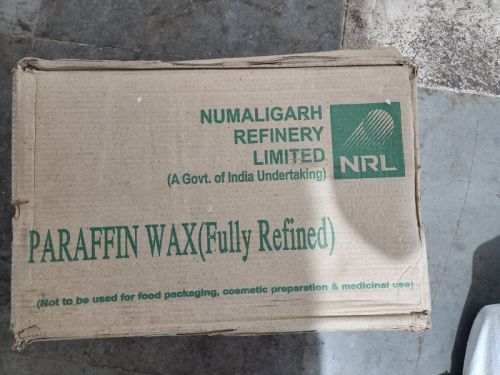 NUMALIGARH
REFINERY
LIMITED
(A Govt. of India Undertaking)
NRL
PARAFFIN WAX(Fully Refined)
(Not to be used for food packaging, cosmetic preparation & medicinal use)